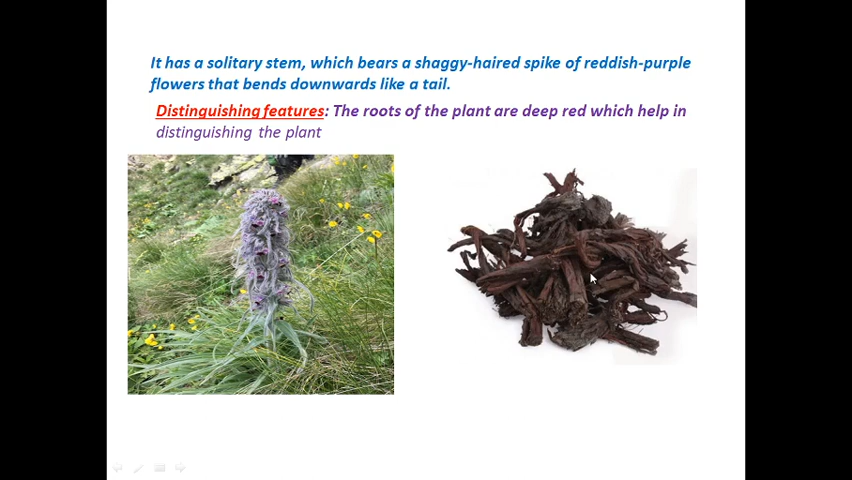 It has a solitary stem, which bears a shaggy-haired spike of reddish-purple
flowers that bends downwards like a tail.
Distinguishing features: The roots of the plant are deep red which help in
distinguishing the plant